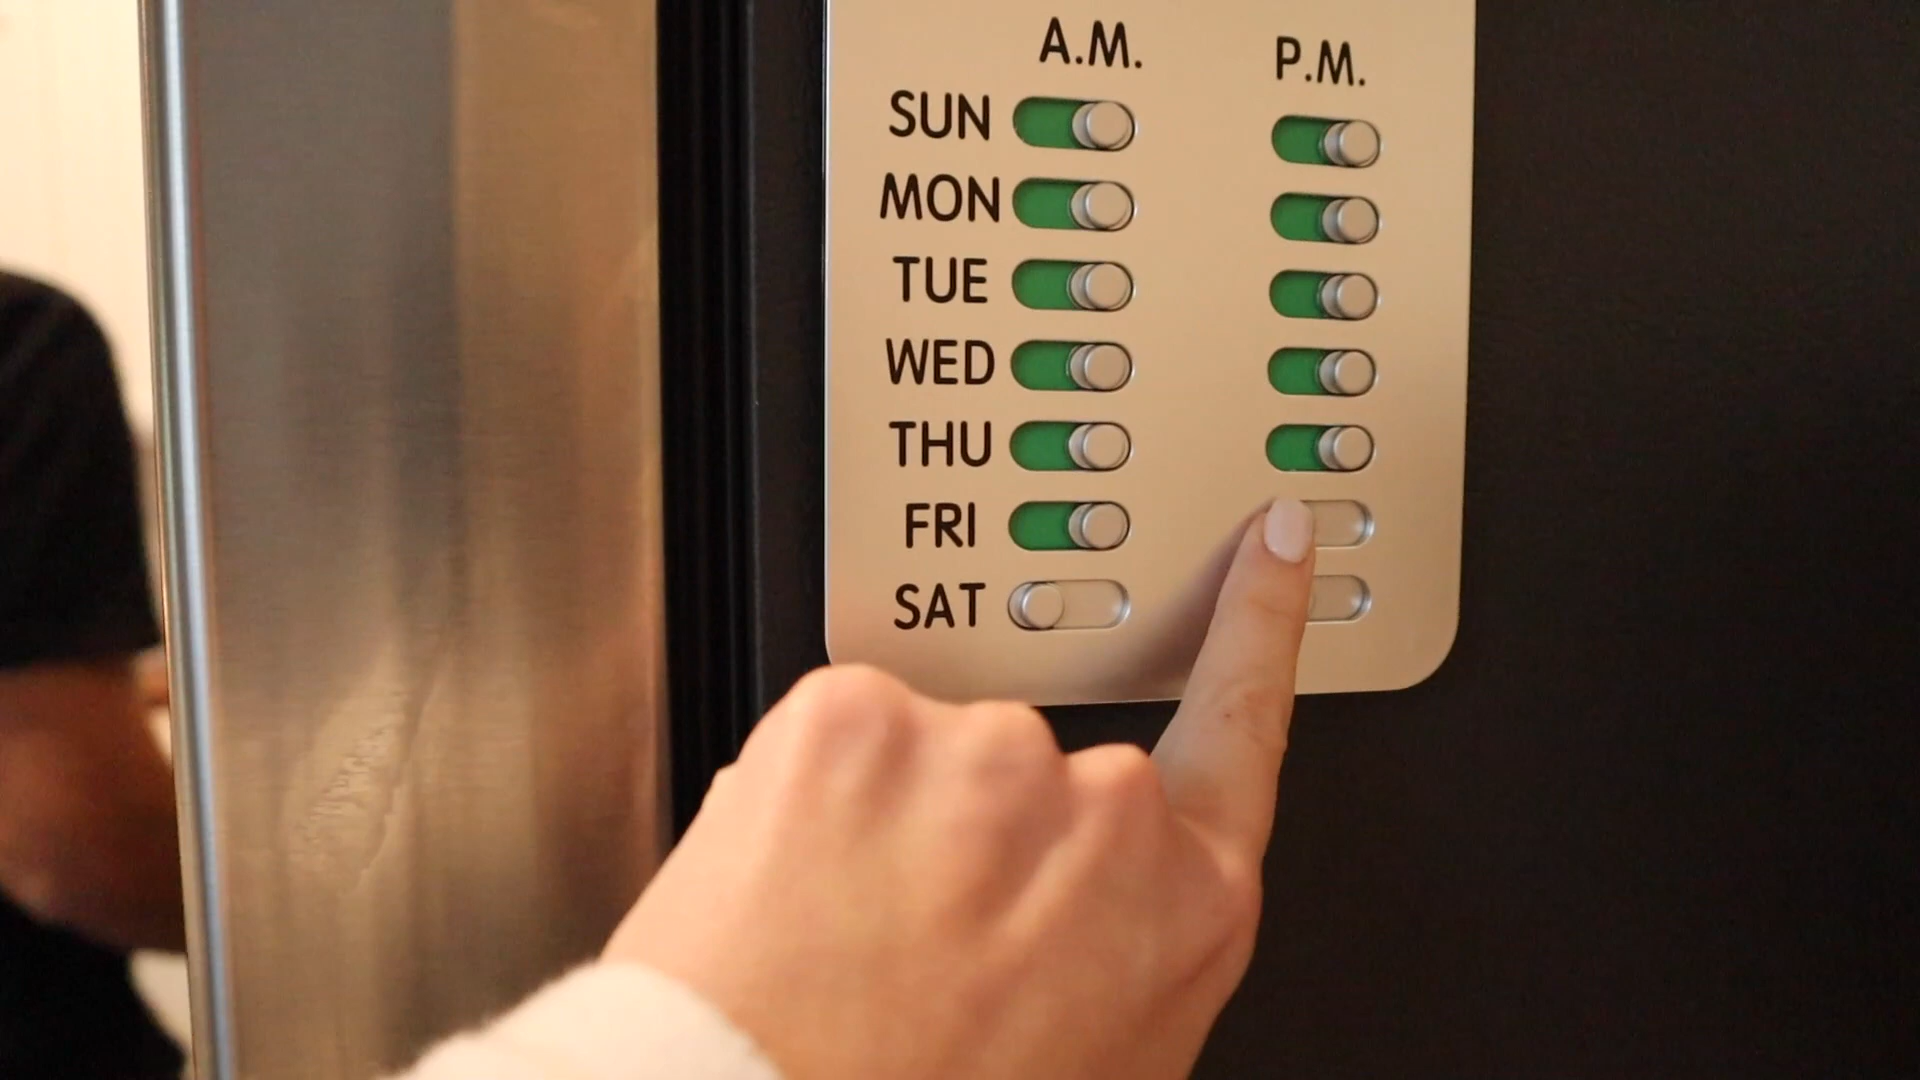 A.M. P.M.
SUN
MON
TUE
WED
THU
FRI
SAT